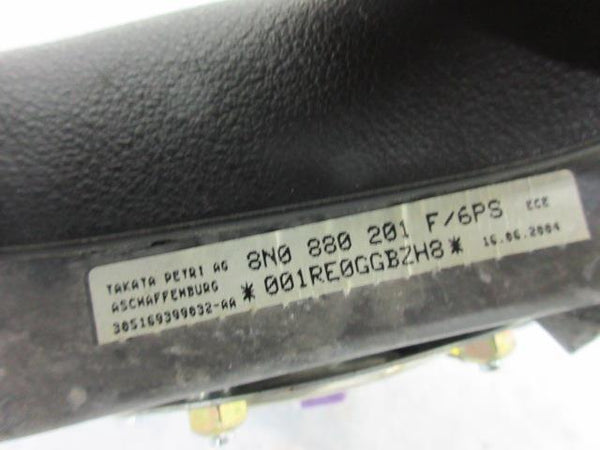 TAKATA PETRI AG 8N0 880 201 F/6PS ECE
ASCHAFFENBURG *001RE0GGBZH8* 16.06.2004
305169399032-AA